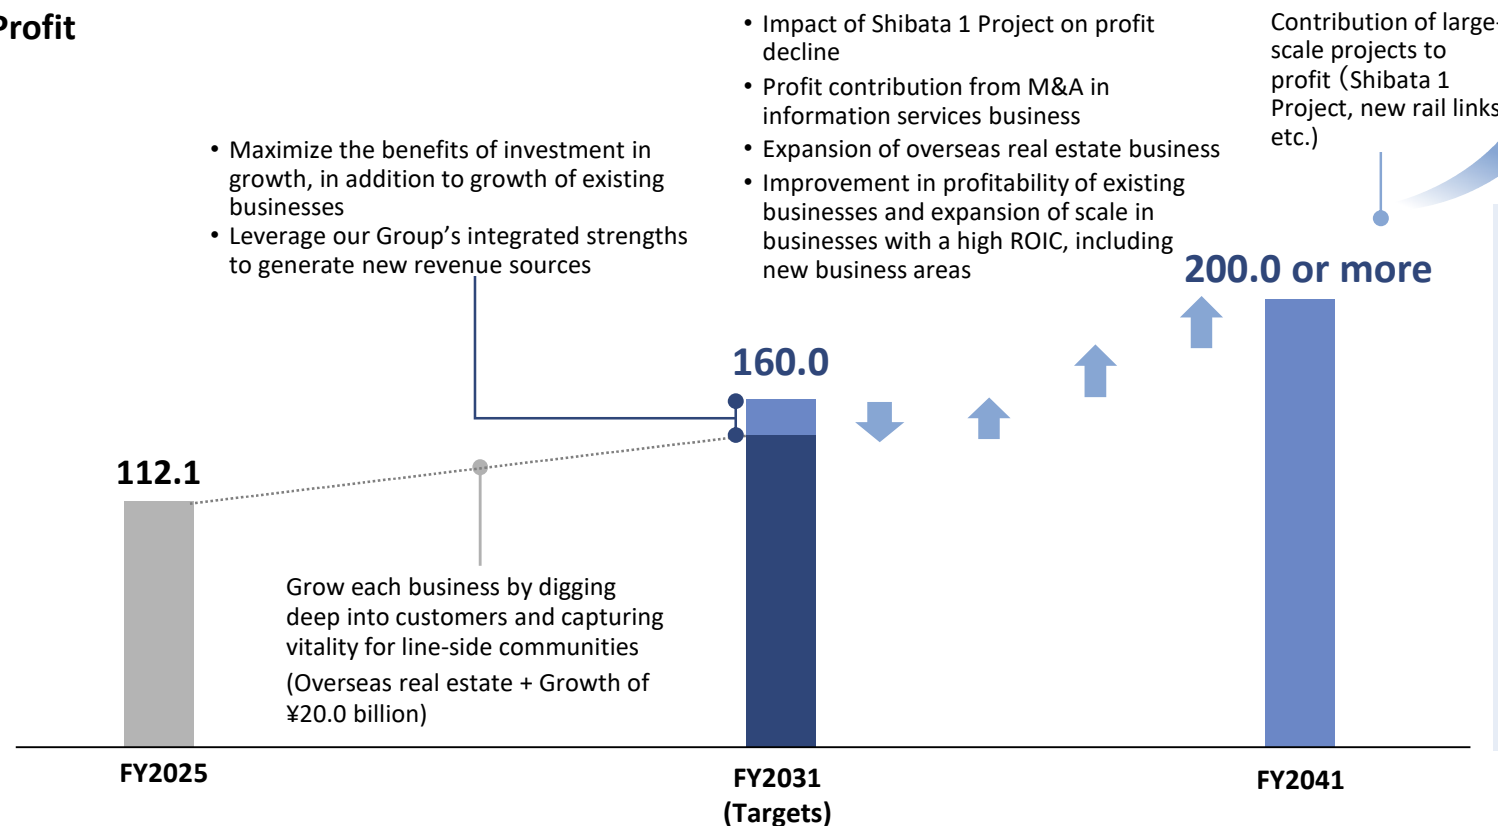 Profit
• Maximize the benefits of investment in
growth, in addition to growth of existing
businesses
• Leverage our Group's integrated strengths
to generate new revenue sources
• Impact of Shibata 1 Project on profit
decline
• Profit contribution from M&A in
information services business
• Expansion of overseas real estate business
• Improvement in profitability of existing
businesses and expansion of scale in
businesses with a high ROIC, including
new business areas
Contribution of large-
scale projects to
profit（Shibata 1
Project, new rail links
etc.)
112.1
160.0
200.0 or more
Grow each business by digging
deep into customers and capturing
vitality for line-side communities
(Overseas real estate + Growth of
¥20.0 billion)
FY2025
FY2031
(Targets)
FY2041